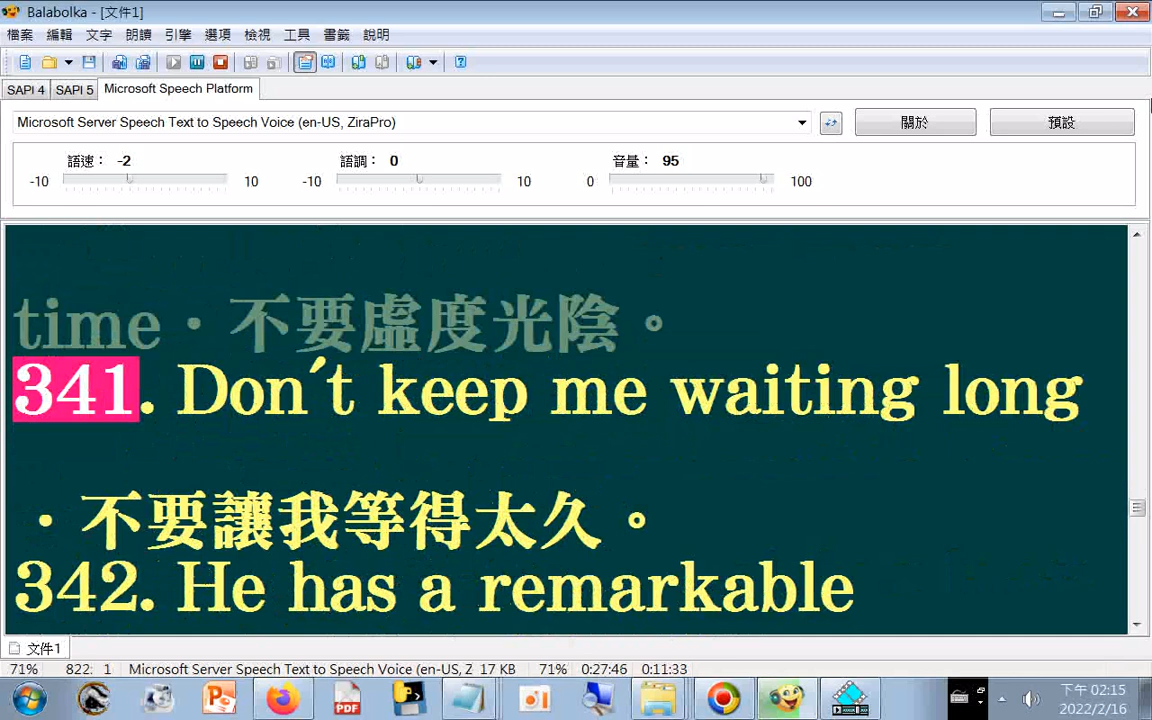 Balabolka - [文件1]
檔案 編輯 文字 朗讀 引擎 選項 檢視 工具 書籤 說明
SAPI 4 SAPI 5 Microsoft Speech Platform
Microsoft Server Speech Text to Speech Voice (en-US, ZiraPro) 關於 預設
語速： -2 語調： 0 音量： 95
-10 10 -10 10 0 100
time．不要虛度光陰。
341. Don't keep me waiting long
．不要讓我等得太久。
342. He has a remarkable
文件1
71% 822: 1 Microsoft Server Speech Text to Speech Voice (en-US, Z 17 KB 71% 0:27:46 0:11:33
下午 02:15
2022/2/16